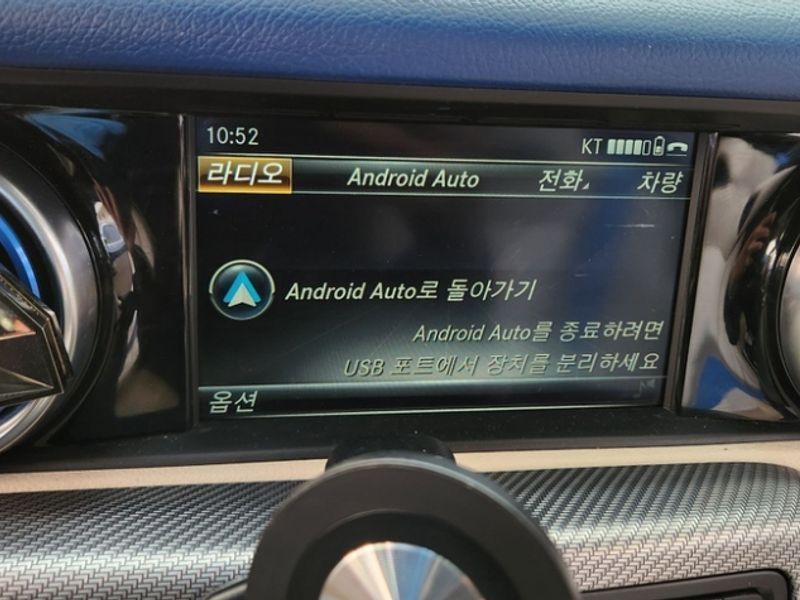 10:52 KT
라디오 Android Auto 전화 차량
Android Auto로 돌아가기
Android Auto를 종료하려면
USB 포트에서 장처를 분리하세요
옵션